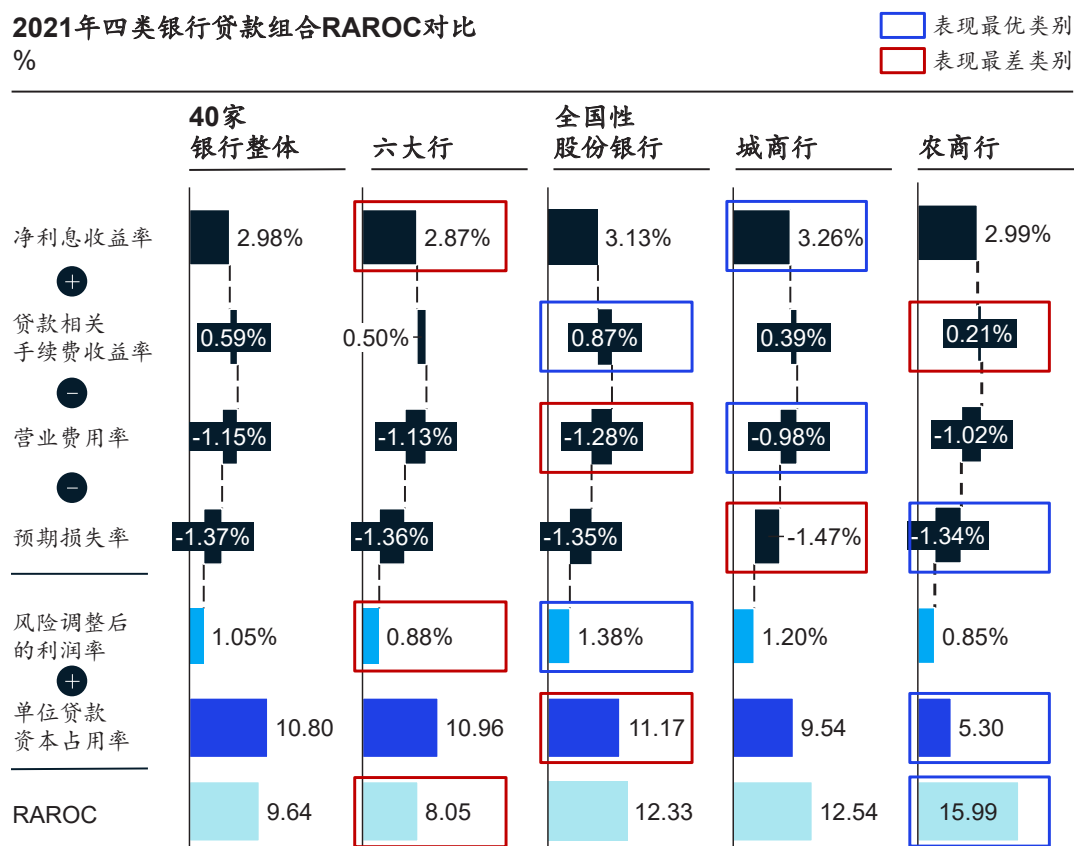 2021年四类银行贷款组合RAROC对比
%
表现最优类别
表现最差类别
40家
银行整体
六大行
全国性
股份银行
城商行
农商行
净利息收益率
2.98%
2.87%
3.13%
3.26%
2.99%
+
贷款相关
手续费收益率
0.59%
0.50%
0.87%
0.39%
0.21%
−
营业费用率
-1.15%
-1.13%
-1.28%
-0.98%
-1.02%
−
预期损失率
-1.37%
-1.36%
-1.35%
-1.47%
-1.34%
风险调整后
的利润率
1.05%
0.88%
1.38%
1.20%
0.85%
+
单位贷款
资本占用率
10.80
10.96
11.17
9.54
5.30
RAROC
9.64
8.05
12.33
12.54
15.99